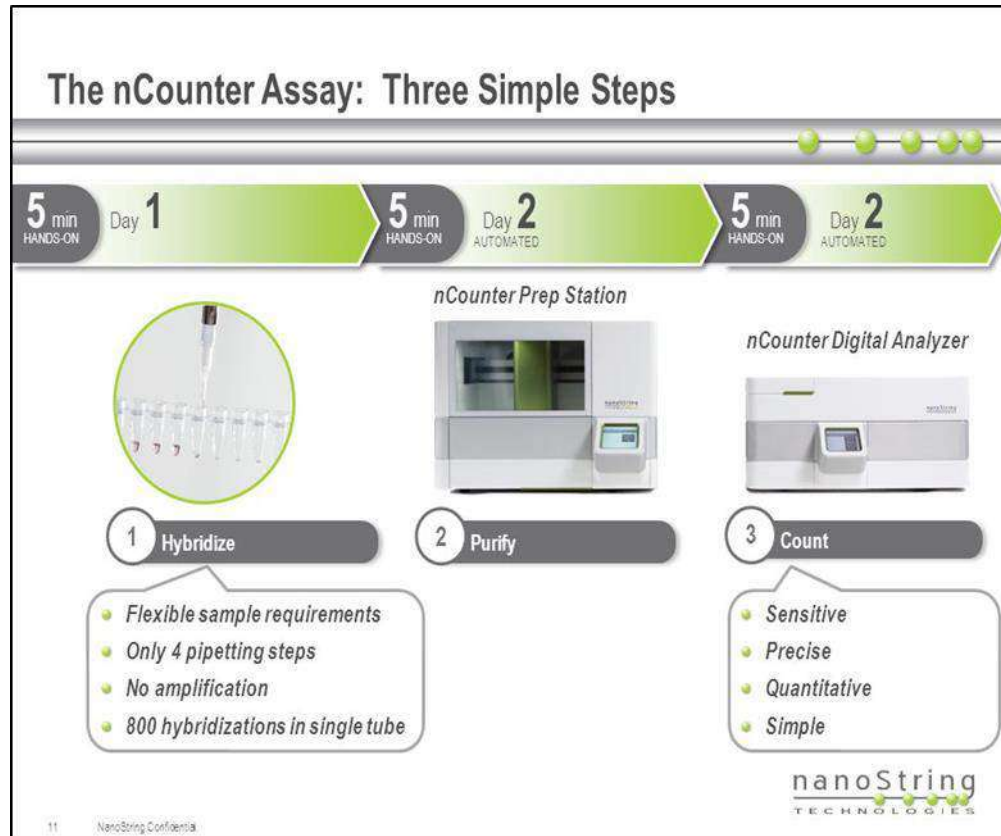 The nCounter Assay: Three Simple Steps
5 min
HANDS-ON
Day 1
5 min
HANDS-ON
Day 2
AUTOMATED
5 min
HANDS-ON
Day 2
AUTOMATED
nCounter Prep Station
nCounter Digital Analyzer
nanoString
nanoString
1 Hybridize
2 Purify
3 Count
Flexible sample requirements
Only 4 pipetting steps
No amplification
800 hybridizations in single tube
Sensitive
Precise
Quantitative
Simple
nanoString
TECHNOLOGIES
11 NanoString Confidential